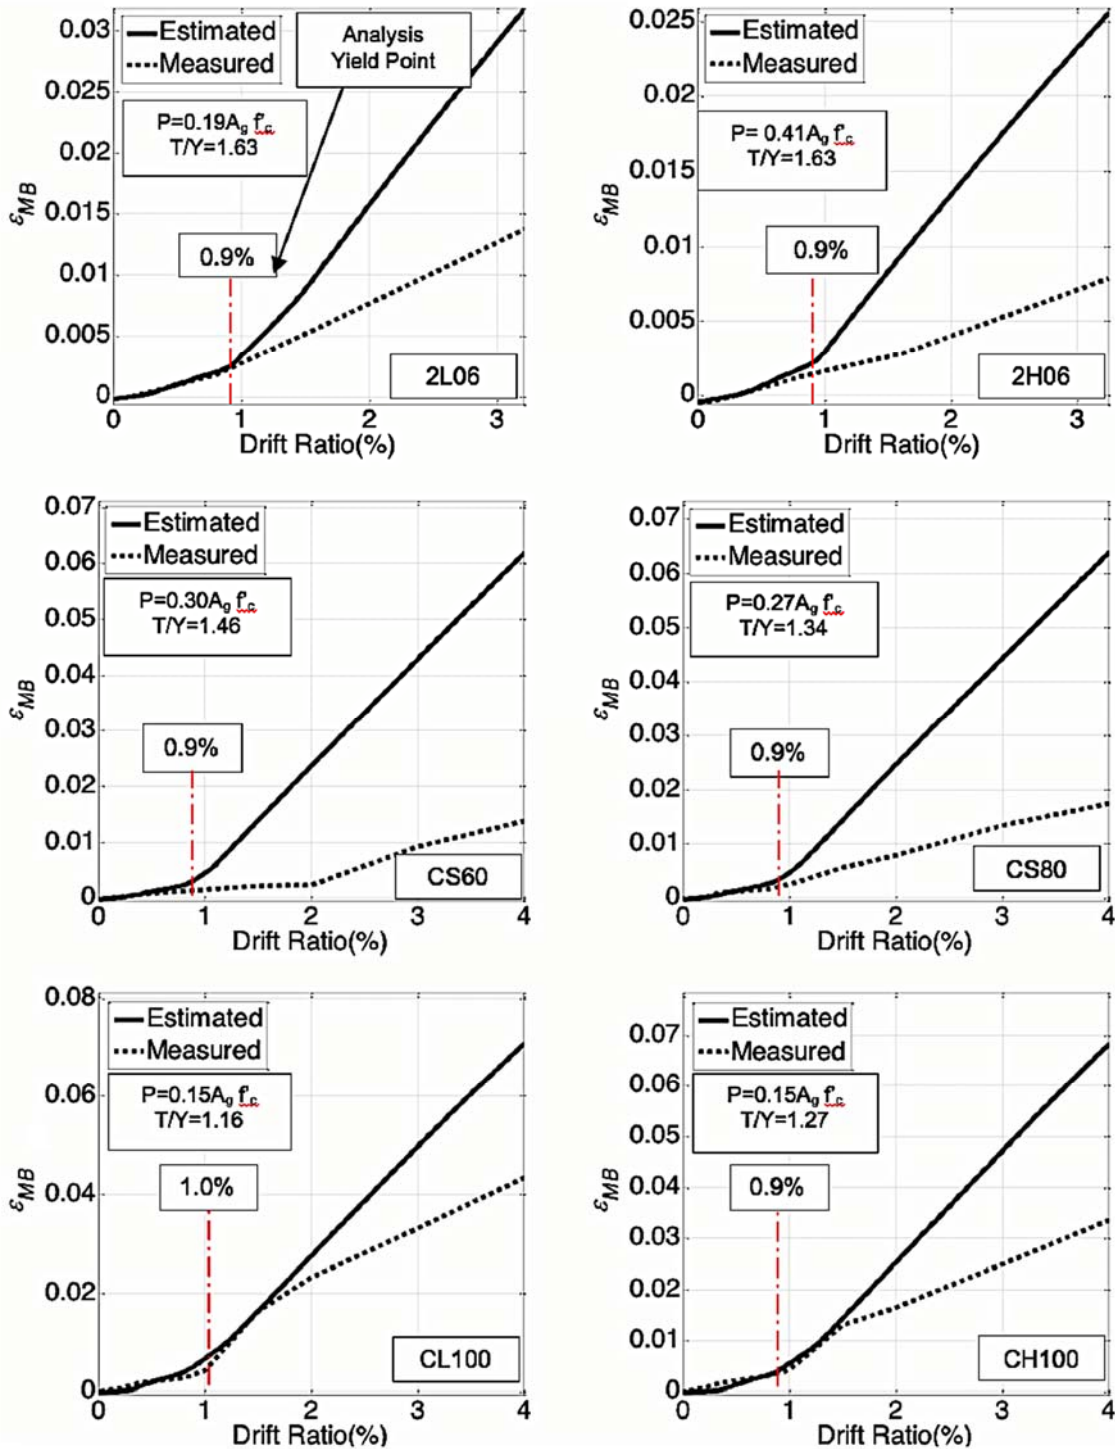 0.03
0.025
0.02
0.015
0.01
0.005
0
Estimated
Measured
Analysis
Yield Point
P=0.19Ag f'c
T/Y=1.63
0.9%
2L06
εMB
0 1 2 3
Drift Ratio(%)
0.025
0.02
0.015
0.01
0.005
0
Estimated
Measured
P= 0.41Ag f'c
T/Y=1.63
0.9%
2H06
εMB
0 1 2 3
Drift Ratio(%)
0.07
0.06
0.05
0.04
0.03
0.02
0.01
0
Estimated
Measured
P=0.30Ag f'c
T/Y=1.46
0.9%
CS60
εMB
0 1 2 3 4
Drift Ratio(%)
0.07
0.06
0.05
0.04
0.03
0.02
0.01
0
Estimated
Measured
P=0.27Ag f'c
T/Y=1.34
0.9%
CS80
εMB
0 1 2 3 4
Drift Ratio(%)
0.08
0.06
0.04
0.02
0
Estimated
Measured
P=0.15Ag f'c
T/Y=1.16
1.0%
CL100
εMB
0 1 2 3 4
Drift Ratio(%)
0.07
0.06
0.05
0.04
0.03
0.02
0.01
0
Estimated
Measured
P=0.15Ag f'c
T/Y=1.27
0.9%
CH100
εMB
0 1 2 3 4
Drift Ratio(%)